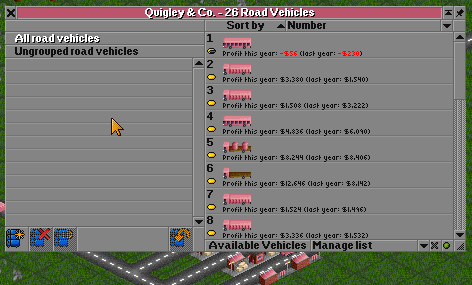 Quigley & Co. - 26 Road Vehicles
Sort by Number
All road vehicles
Ungrouped road vehicles
1
Profit this year: -$56 (last year: -$230)
2
Profit this year: $3,380 (last year: $1,540)
3
Profit this year: $1,508 (last year: $3,222)
4
Profit this year: $4,836 (last year: $6,090)
5
Profit this year: $8,244 (last year: $8,406)
6
Profit this year: $12,646 (last year: $8,142)
7
Profit this year: $1,524 (last year: $1,496)
8
Profit this year: $3,336 (last year: $1,532)
Available Vehicles Manage list